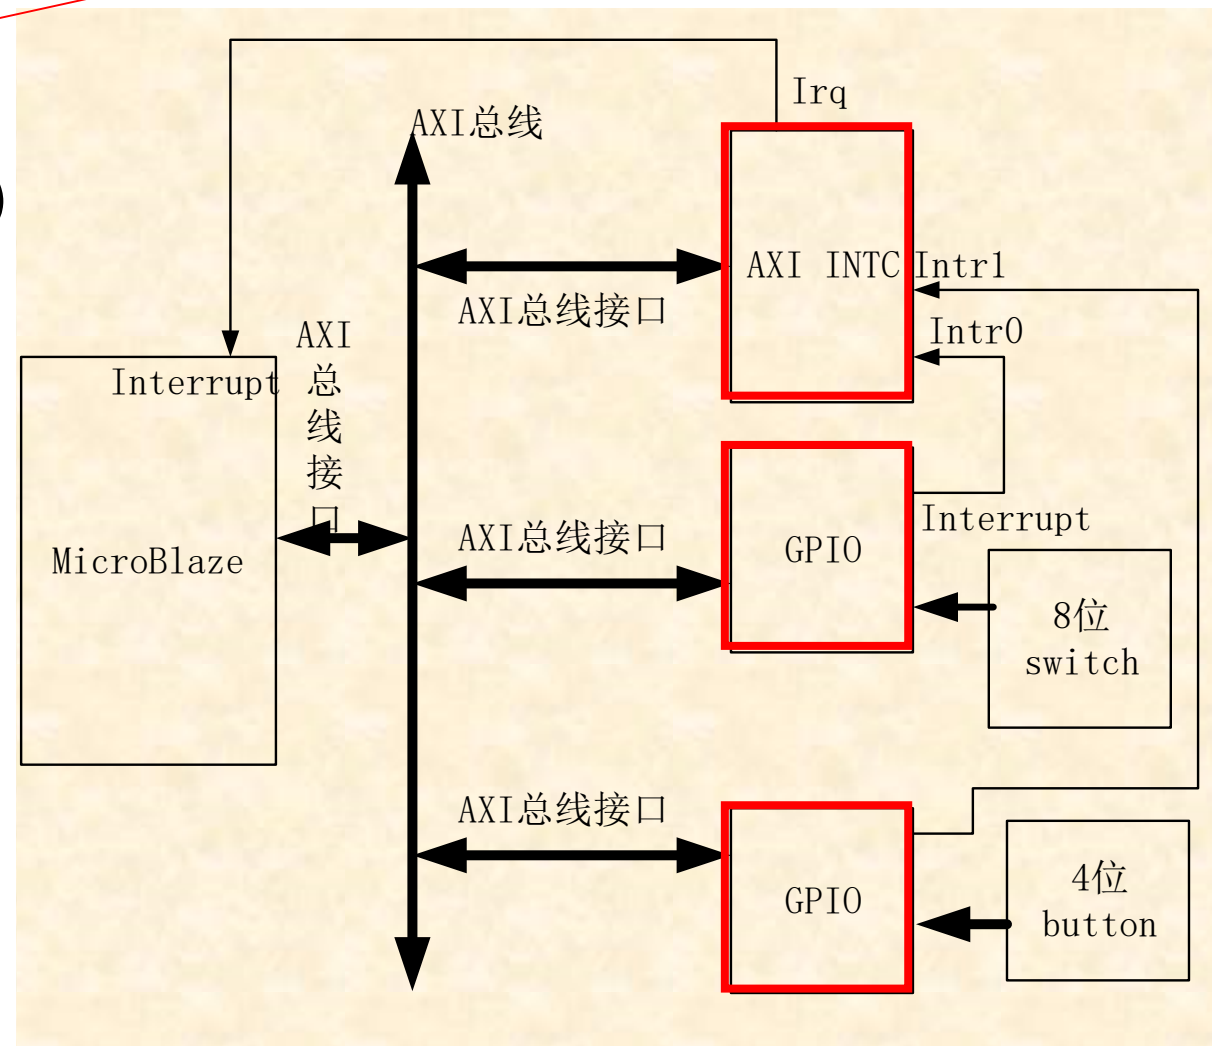 Irq
AXI总线
AXI INTC
Intr1
AXI总线接口
Intr0
AXI
总
线
接
口
Interrupt
MicroBlaze
AXI总线接口
GPIO
Interrupt
8位
switch
AXI总线接口
GPIO
4位
button